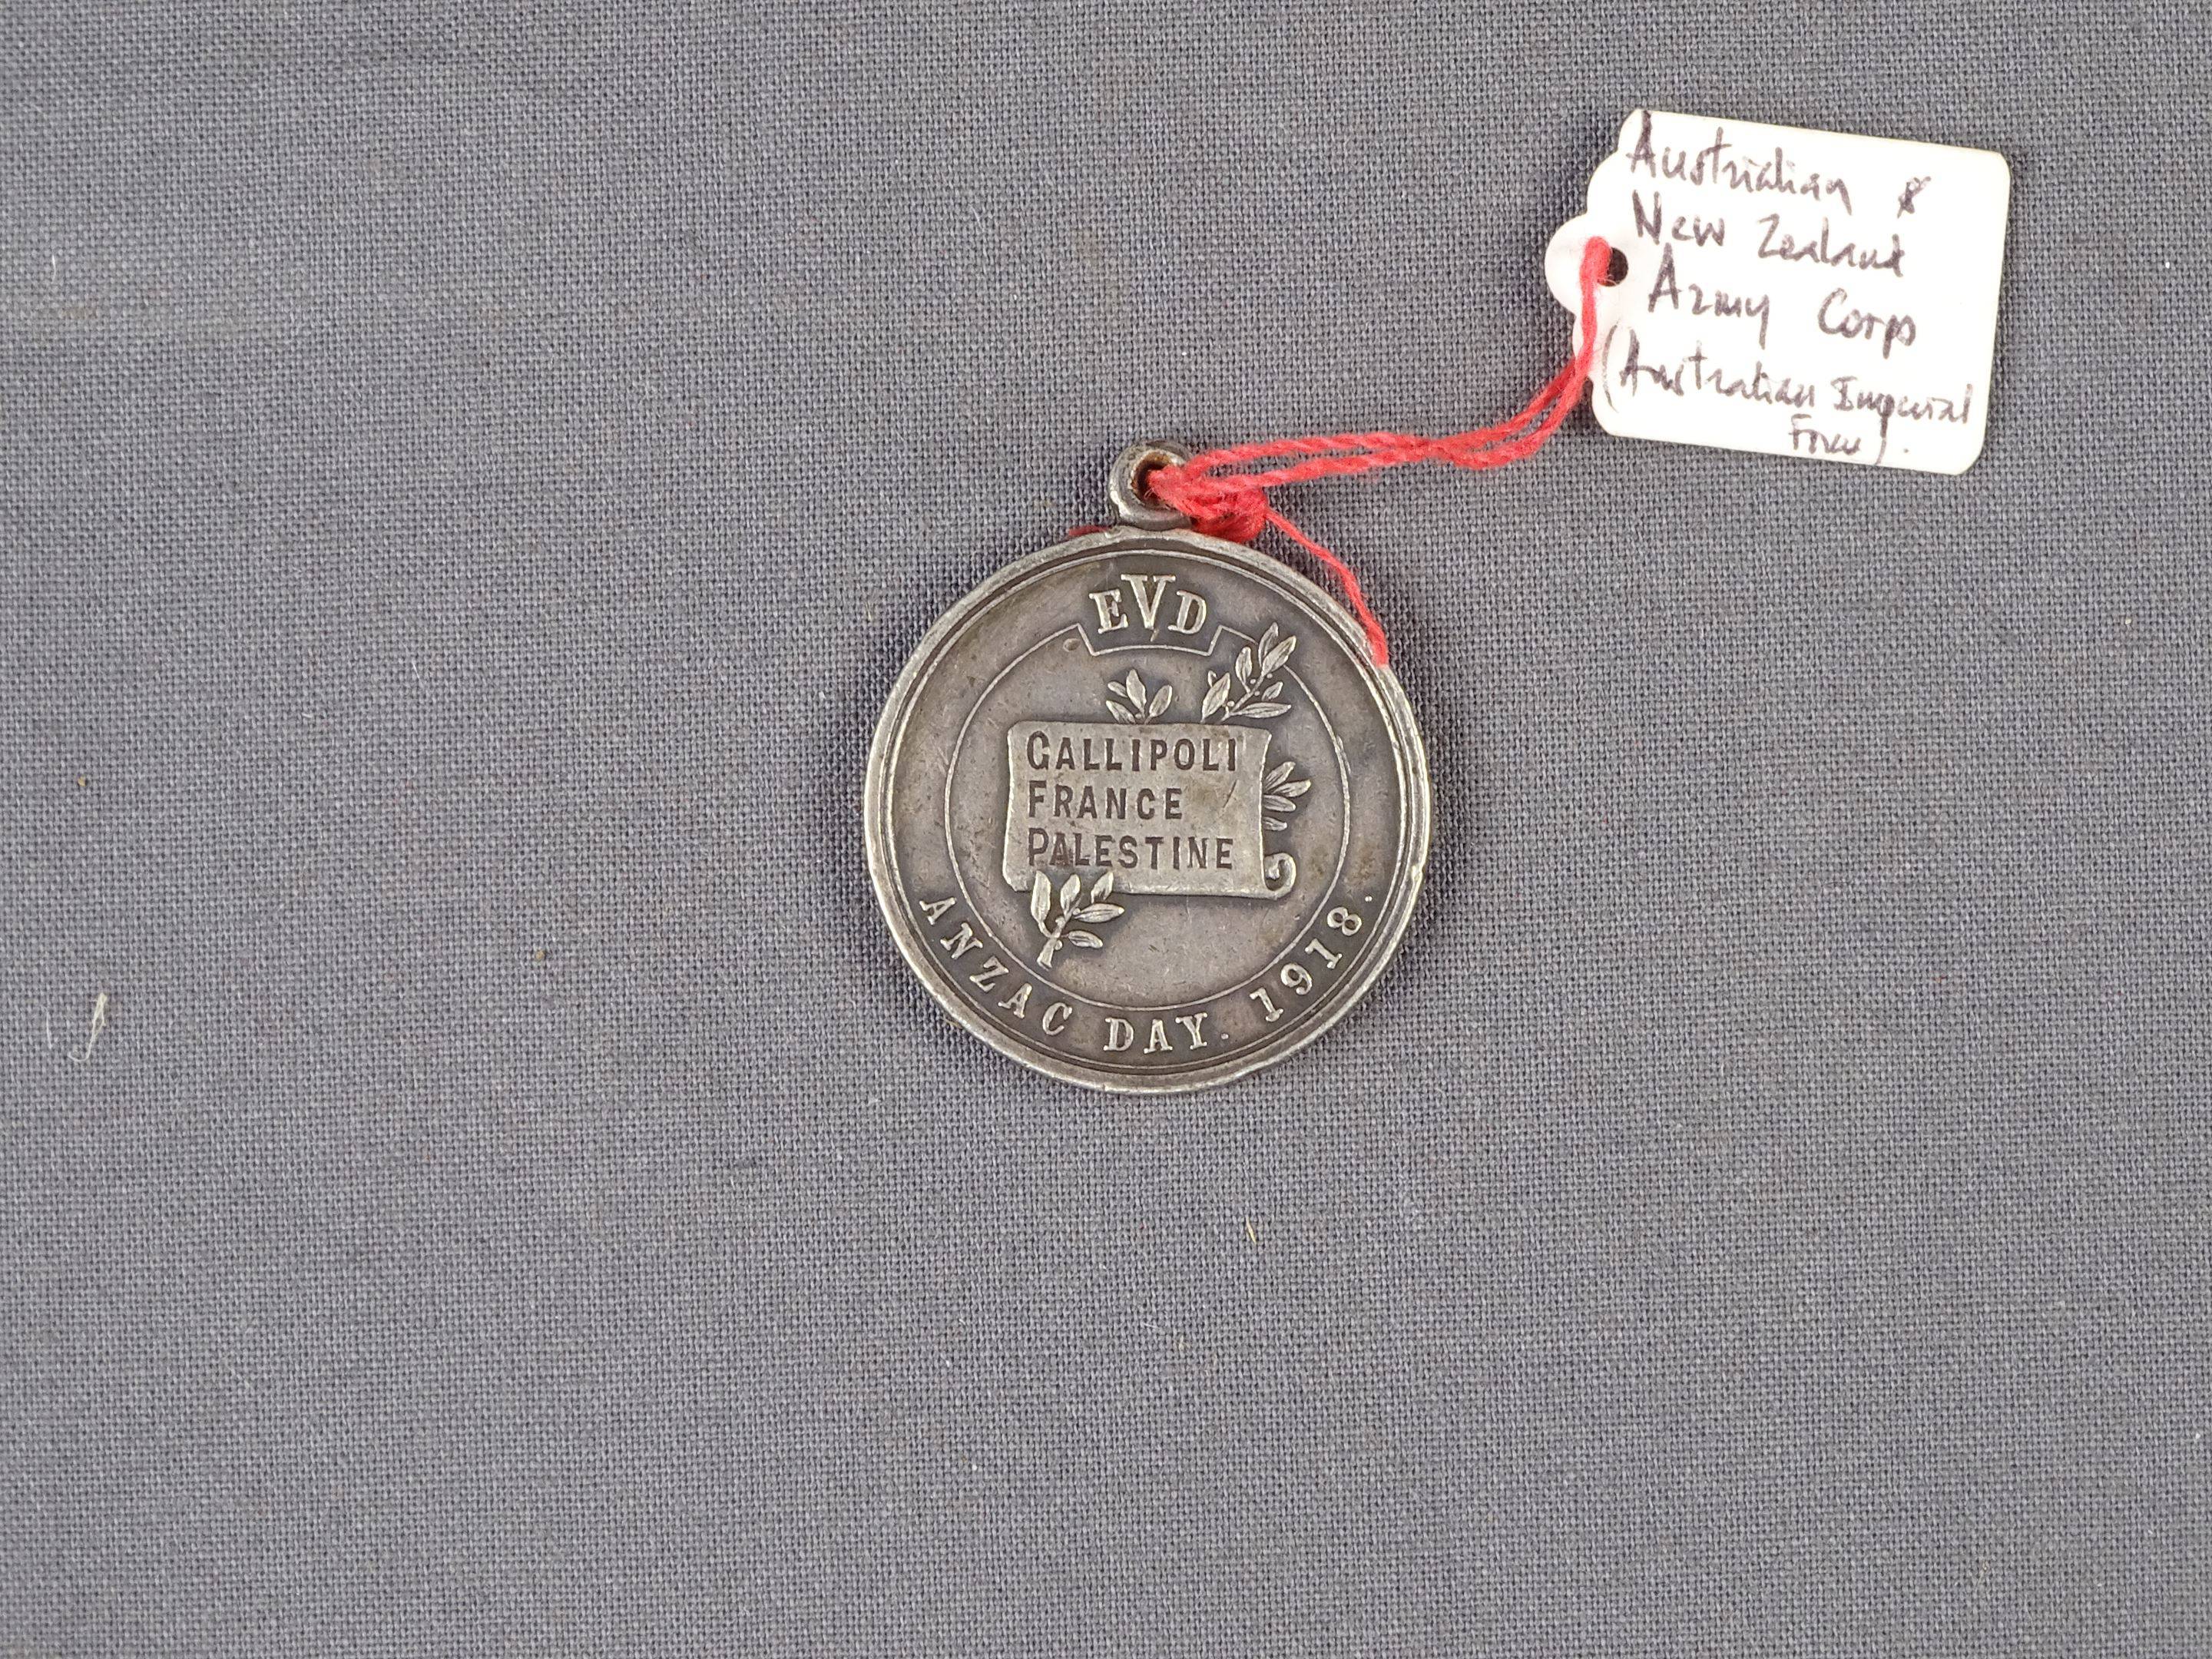 Australian &
New Zealand
Army Corps
(Australian Imperial
Force).
EVD
GALLIPOLI
FRANCE
PALESTINE
ANZAC DAY. 1918.